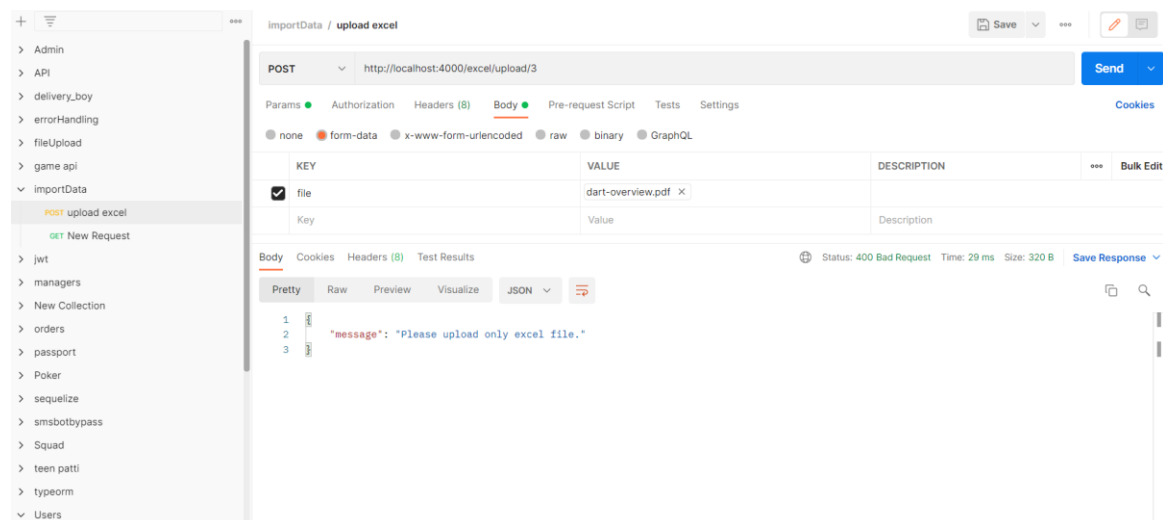 importData / upload excel
Save
Admin
API
delivery_boy
errorHandling
fileUpload
game api
importData
POST upload excel
GET New Request
jwt
managers
New Collection
orders
passport
Poker
sequelize
smsbotbypass
Squad
teen patti
typeorm
Users
POST http://localhost:4000/excel/upload/3 Send
Params Authorization Headers (8) Body Pre-request Script Tests Settings Cookies
none form-data x-www-form-urlencoded raw binary GraphQL
KEY VALUE DESCRIPTION Bulk Edit
file dart-overview.pdf
Key Value Description
Body Cookies Headers (8) Test Results Status: 400 Bad Request Time: 29 ms Size: 320 B Save Response
Pretty Raw Preview Visualize JSON
1 {
2 "message": "Please upload only excel file."
3 }